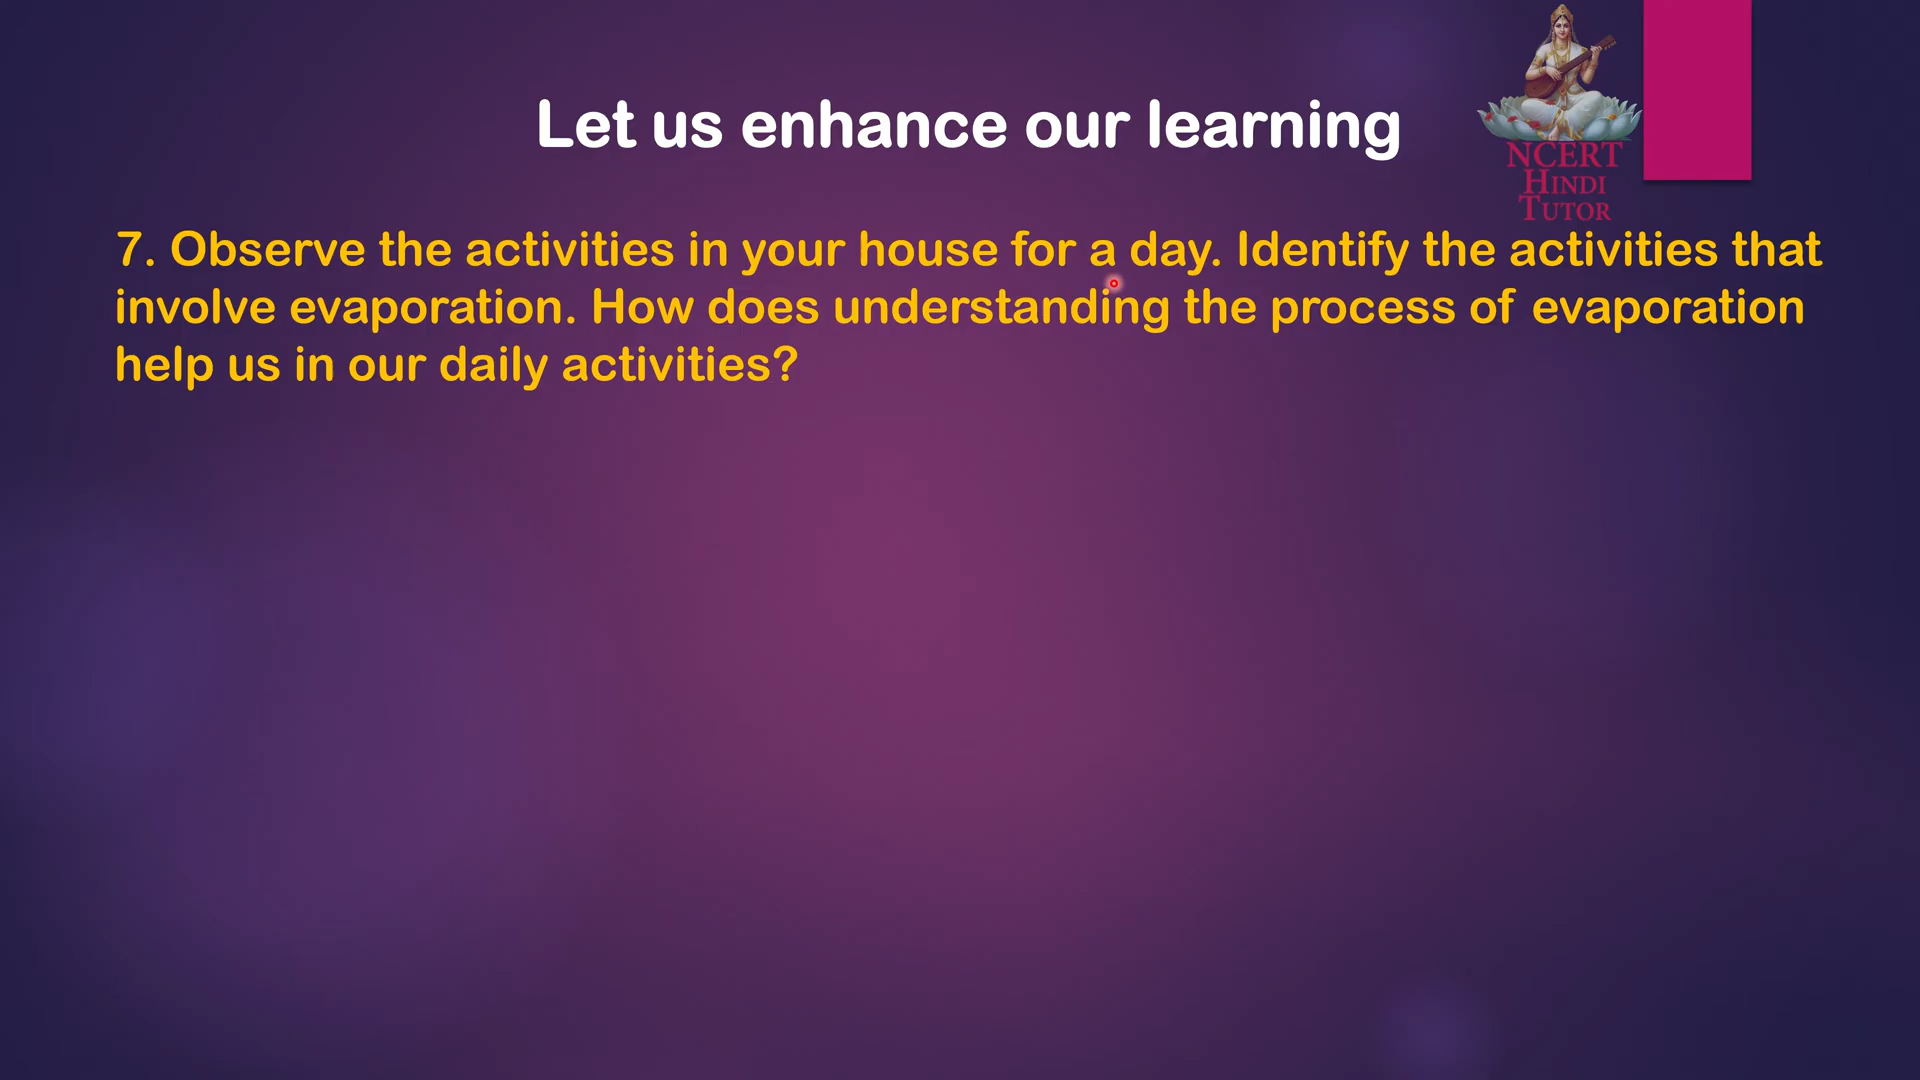 Let us enhance our learning
NCERT
HINDI
TUTOR
7. Observe the activities in your house for a day. Identify the activities that
involve evaporation. How does understanding the process of evaporation
help us in our daily activities?